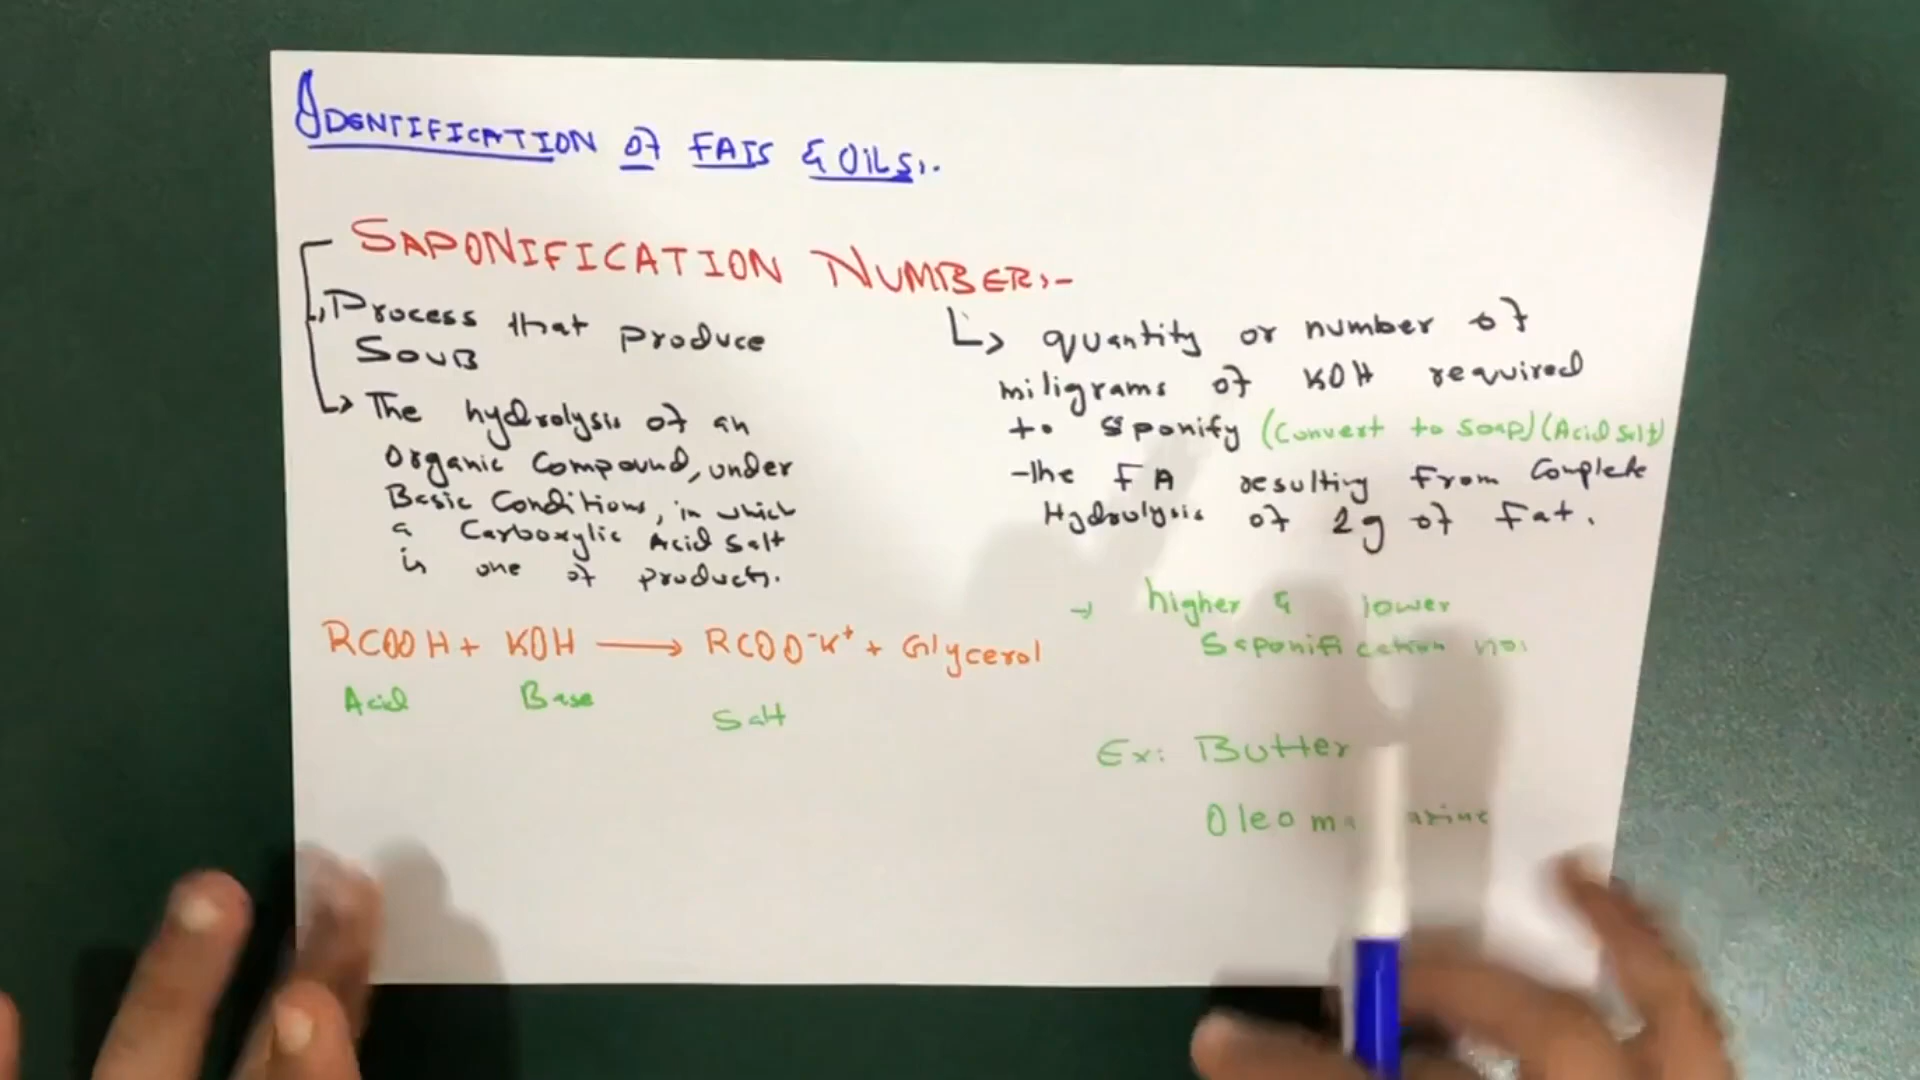 IDENTIFICATION of FATS & OILS:-
SAPONIFICATION NUMBER:-
Process that produce
SOUB
The hydrolysis of an
Organic Compound, under
Basic Conditions, in which
a Carboxylic Acid Salt
is one of products.
RCOOH + KOH → RCOO⁻K⁺ + Glycerol
Acid Base Salt
quantity or number of
miligrams of KOH required
to Sponify (Convert to Soap) (Acid Salt)
-the FA resulting from Complete
Hydrolysis of 2g of Fat.
→ higher & lower
Saponification no:
Ex: Butter